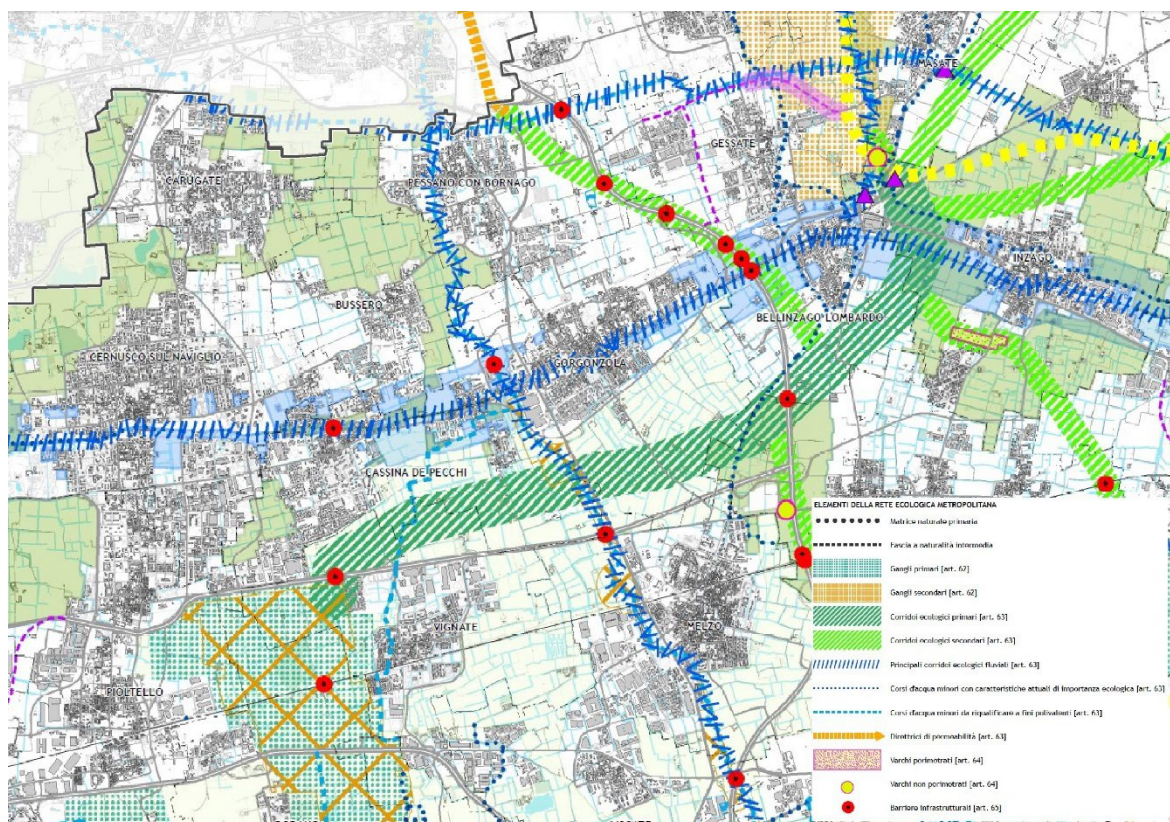 MASATE
GESSATE
CARUGATE
PESSANO CON BORNAGO
INZAGO
BUSSERO
BELLINZAGO LOMBARDO
CERNUSCO SUL NAVIGLIO
GORGONZOLA
CASSINA DE PECCHI
VIGNATE
MELZO
PIOLTELLO
ELEMENTI DELLA RETE ECOLOGICA METROPOLITANA
Matrice naturale primaria
Fascia a naturalità intermedia
Gangli primari [art. 62]
Gangli secondari [art. 62]
Corridoi ecologici primari [art. 63]
Corridoi ecologici secondari [art. 63]
Principali corridoi ecologici fluviali [art. 63]
Corsi d'acqua minori con caratteristiche attuali di importanza ecologica [art. 63]
Corsi d'acqua minori da riqualificare a fini polivalenti [art. 63]
Direttrici di permeabilità [art. 63]
Varchi perimetrati [art. 64]
Varchi non perimetrati [art. 64]
Barriere infrastrutturali [art. 65]